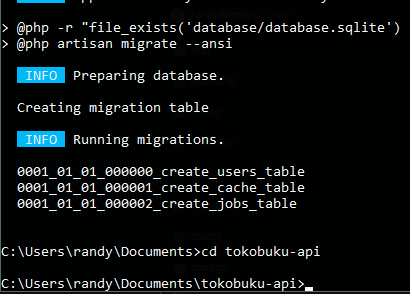 > @php -r "file_exists('database/database.sqlite')
> @php artisan migrate --ansi
INFO Preparing database.
Creating migration table
INFO Running migrations.
0001_01_01_000000_create_users_table
0001_01_01_000001_create_cache_table
0001_01_01_000002_create_jobs_table
C:\Users\randy\Documents>cd tokobuku-api
C:\Users\randy\Documents\tokobuku-api>